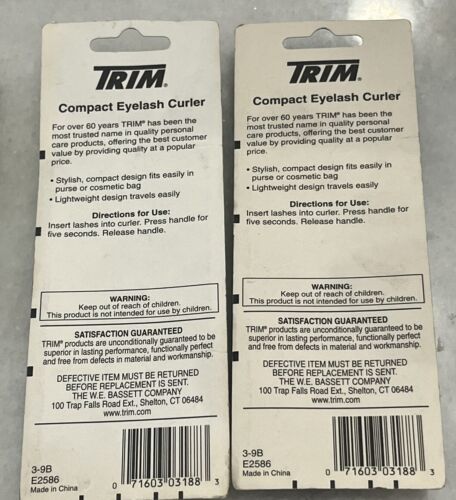 TRIM®
Compact Eyelash Curler
For over 60 years TRIM® has been the
most trusted name in quality personal
care products, offering the best customer
value by providing quality at a popular
price.
• Stylish, compact design fits easily in
purse or cosmetic bag
• Lightweight design travels easily
Directions for Use:
Insert lashes into curler. Press handle for
five seconds. Release handle.
WARNING:
Keep out of reach of children.
This product is not intended for use by children.
SATISFACTION GUARANTEED
TRIM® products are unconditionally guaranteed to be
superior in lasting performance, functionally perfect
and free from defects in material and workmanship.
DEFECTIVE ITEM MUST BE RETURNED
BEFORE REPLACEMENT IS SENT.
THE W.E. BASSETT COMPANY
100 Trap Falls Road Ext., Shelton, CT 06484
www.trim.com
3-9B
E2586
Made in China
0 71603 03188 3
TRIM®
Compact Eyelash Curler
For over 60 years TRIM® has been the
most trusted name in quality personal
care products, offering the best customer
value by providing quality at a popular
price.
• Stylish, compact design fits easily in
purse or cosmetic bag
• Lightweight design travels easily
Directions for Use:
Insert lashes into curler. Press handle for
five seconds. Release handle.
WARNING:
Keep out of reach of children.
This product is not intended for use by children.
SATISFACTION GUARANTEED
TRIM® products are unconditionally guaranteed to be
superior in lasting performance, functionally perfect
and free from defects in material and workmanship.
DEFECTIVE ITEM MUST BE RETURNED
BEFORE REPLACEMENT IS SENT.
THE W.E. BASSETT COMPANY
100 Trap Falls Road Ext., Shelton, CT 06484
www.trim.com
3-9B
E2586
Made in China
0 71603 03188 3